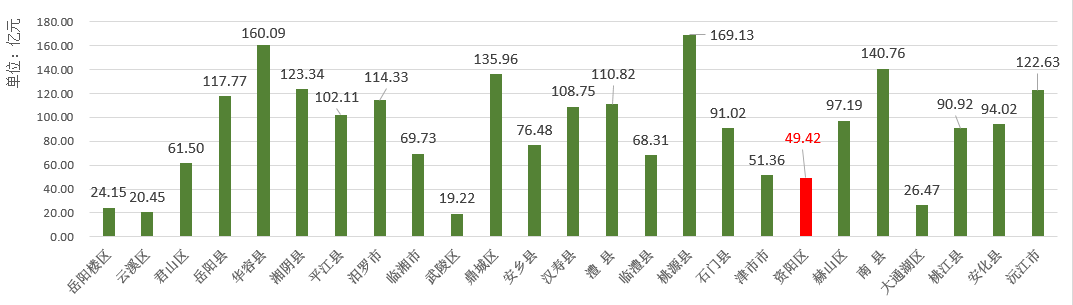 单位：亿元
180.00
160.00
140.00
120.00
100.00
80.00
60.00
40.00
20.00
0.00
24.15
20.45
61.50
117.77
160.09
123.34
102.11
114.33
69.73
19.22
135.96
76.48
108.75
110.82
68.31
169.13
91.02
51.36
49.42
97.19
140.76
26.47
90.92
94.02
122.63
岳阳楼区
云溪区
君山区
岳阳县
华容县
湘阴县
平江县
汨罗市
临湘市
武陵区
鼎城区
安乡县
汉寿县
澧 县
临澧县
桃源县
石门县
津市市
资阳区
赫山区
南 县
大通湖区
桃江县
安化县
沅江市